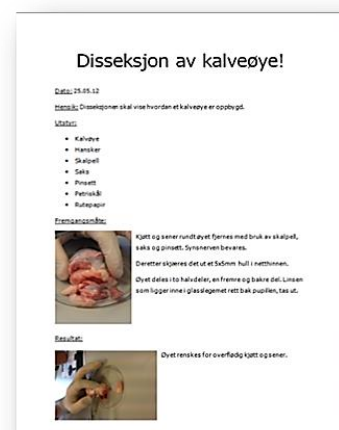 Disseksjon av kalveøye!
Dato: 25.05.12
Hensik: Disseksjonen skal vise hvordan et kalveøye er oppbygd.
Utstyr:
Kalvøye
Hansker
Skalpell
Saks
Pinsett
Petriskål
Rutepapir
Fremgangsmåte:
Kjøtt og sener rundt øyet fjernes med bruk av skalpell,
saks og pinsett. Synsnerven bevares.
Deretter skjæres det ut et 5x5mm hull i netthinnen.
Øyet deles i to halvdeler, en fremre og bakre del. Linsen
som ligger inne i glasslegemet rett bak pupillen, tas ut.
Resultat:
Øyet renskes for overflødig kjøtt og sener.